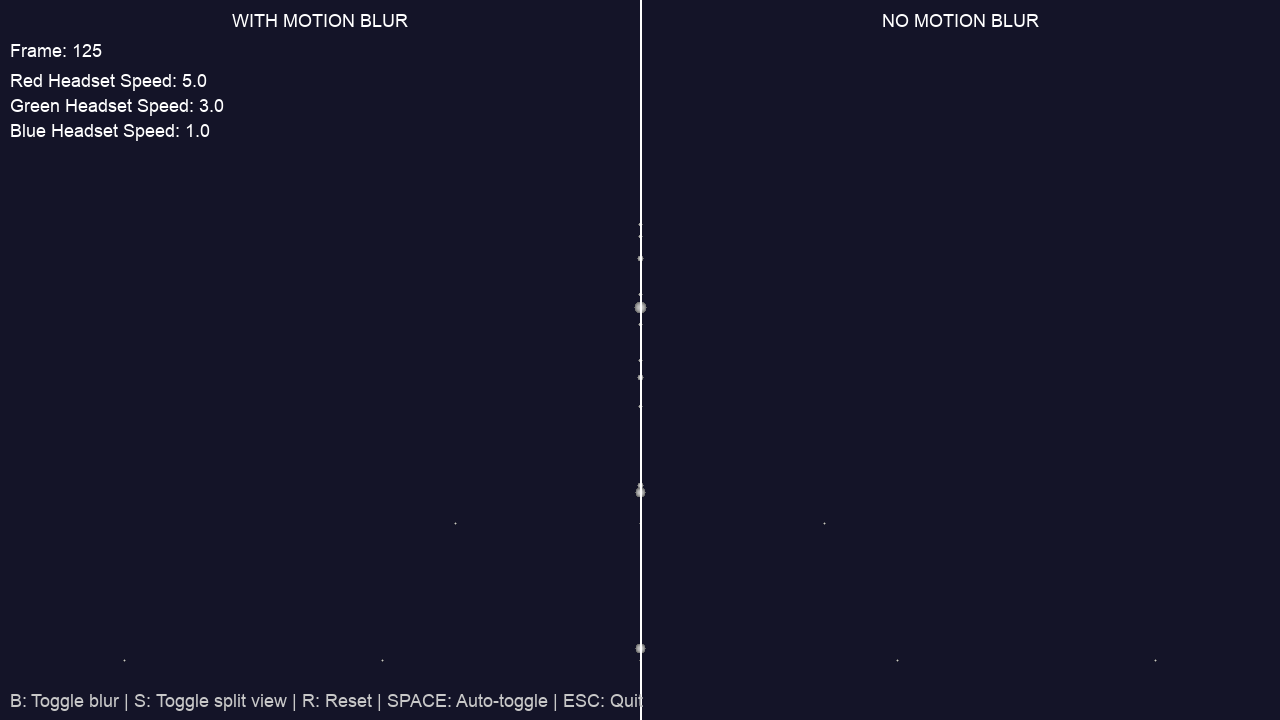 WITH MOTION BLUR
NO MOTION BLUR
Frame: 125
Red Headset Speed: 5.0
Green Headset Speed: 3.0
Blue Headset Speed: 1.0
B: Toggle blur | S: Toggle split view | R: Reset | SPACE: Auto-toggle | ESC: Quit